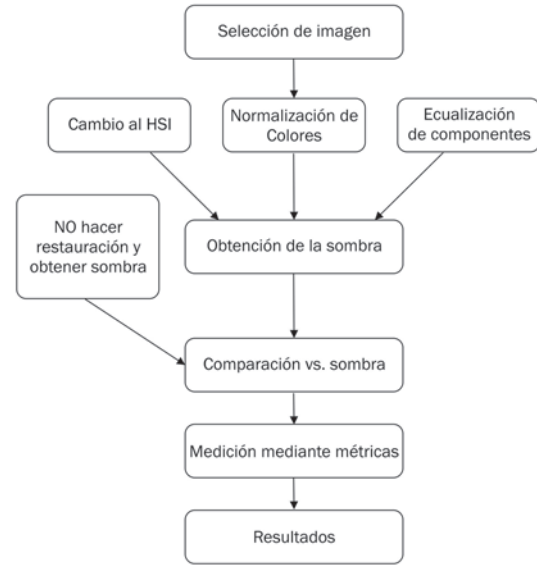 Selección de imagen
Cambio al HSI
Normalización de
Colores
Ecualización
de componentes
NO hacer
restauración y
obtener sombra
Obtención de la sombra
Comparación vs. sombra
Medición mediante métricas
Resultados